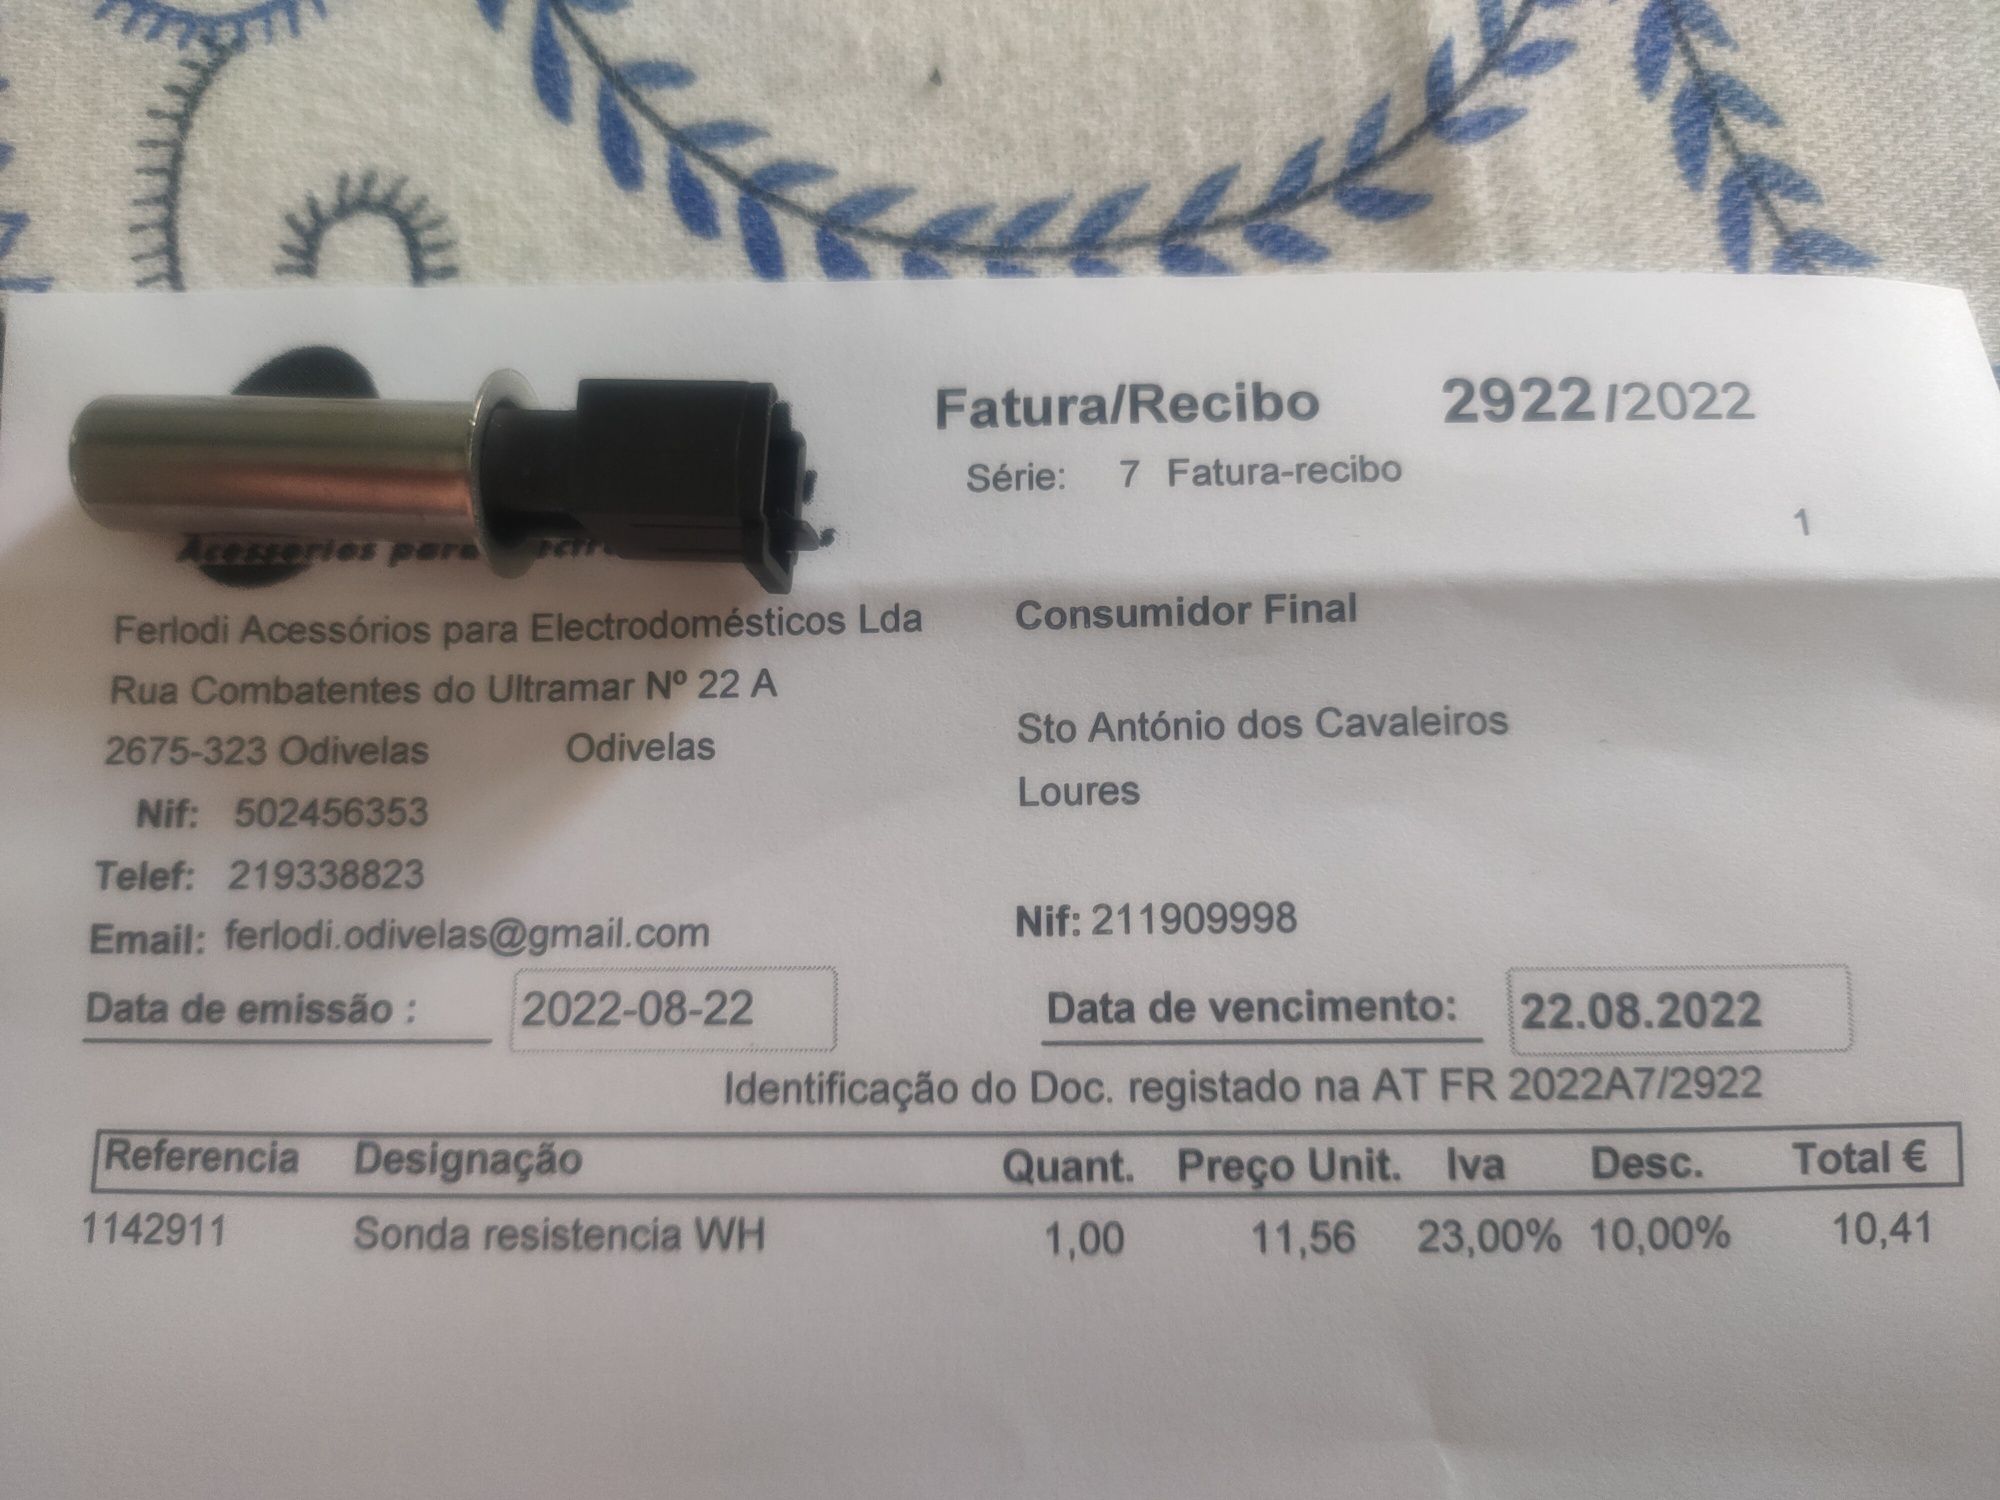 Fatura/Recibo 2922/2022
Série: 7 Fatura-recibo
1
Acessorios para
Ferlodi Acessórios para Electrodomésticos Lda
Rua Combatentes do Ultramar Nº 22 A
2675-323 Odivelas Odivelas
Nif: 502456353
Telef: 219338823
Email: ferlodi.odivelas@gmail.com
Consumidor Final
Sto António dos Cavaleiros
Loures
Nif: 211909998
Data de emissão : 2022-08-22
Data de vencimento: 22.08.2022
Identificação do Doc. registado na AT FR 2022A7/2922
Referencia Designação Quant. Preço Unit. Iva Desc. Total €
1142911 Sonda resistencia WH 1,00 11,56 23,00% 10,00% 10,41